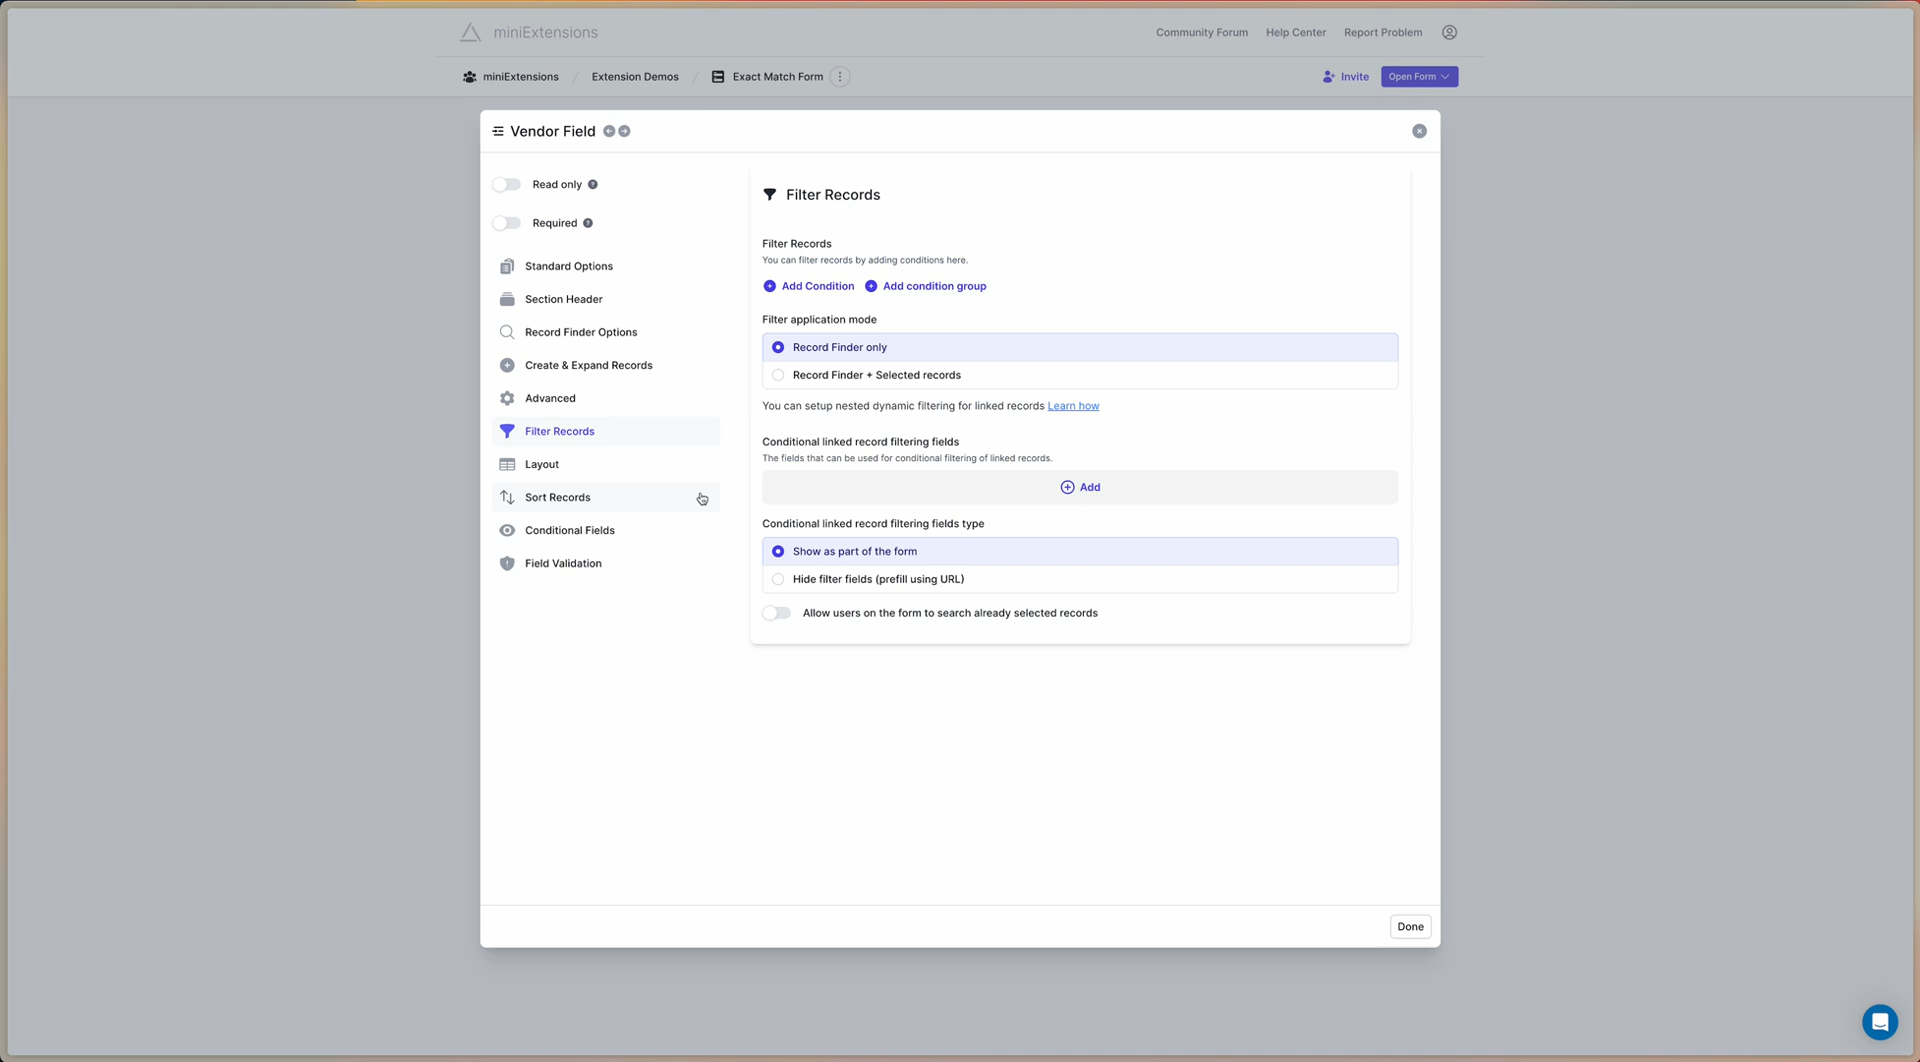 miniExtensions
Community Forum
Help Center
Report Problem
miniExtensions / Extension Demos / Exact Match Form
Invite
Open Form
Vendor Field
Read only
Required
Standard Options
Section Header
Record Finder Options
Create & Expand Records
Advanced
Filter Records
Layout
Sort Records
Conditional Fields
Field Validation
Filter Records
Filter Records
You can filter records by adding conditions here.
Add Condition
Add condition group
Filter application mode
Record Finder only
Record Finder + Selected records
You can setup nested dynamic filtering for linked records Learn how
Conditional linked record filtering fields
The fields that can be used for conditional filtering of linked records.
Add
Conditional linked record filtering fields type
Show as part of the form
Hide filter fields (prefill using URL)
Allow users on the form to search already selected records
Done